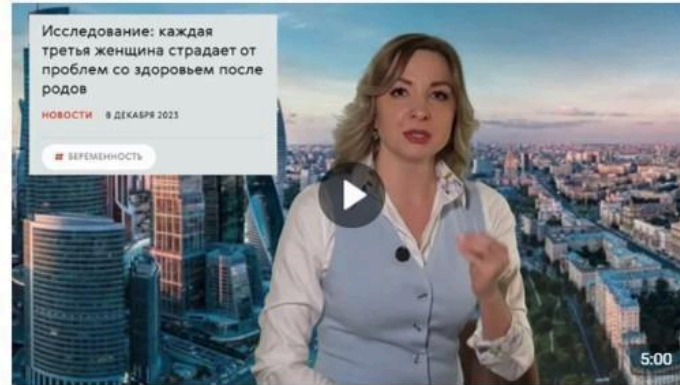 Исследование: каждая
третья женщина страдает от
проблем со здоровьем после
родов
НОВОСТИ 8 ДЕКАБРЯ 2023
# БЕРЕМЕННОСТЬ
5:00